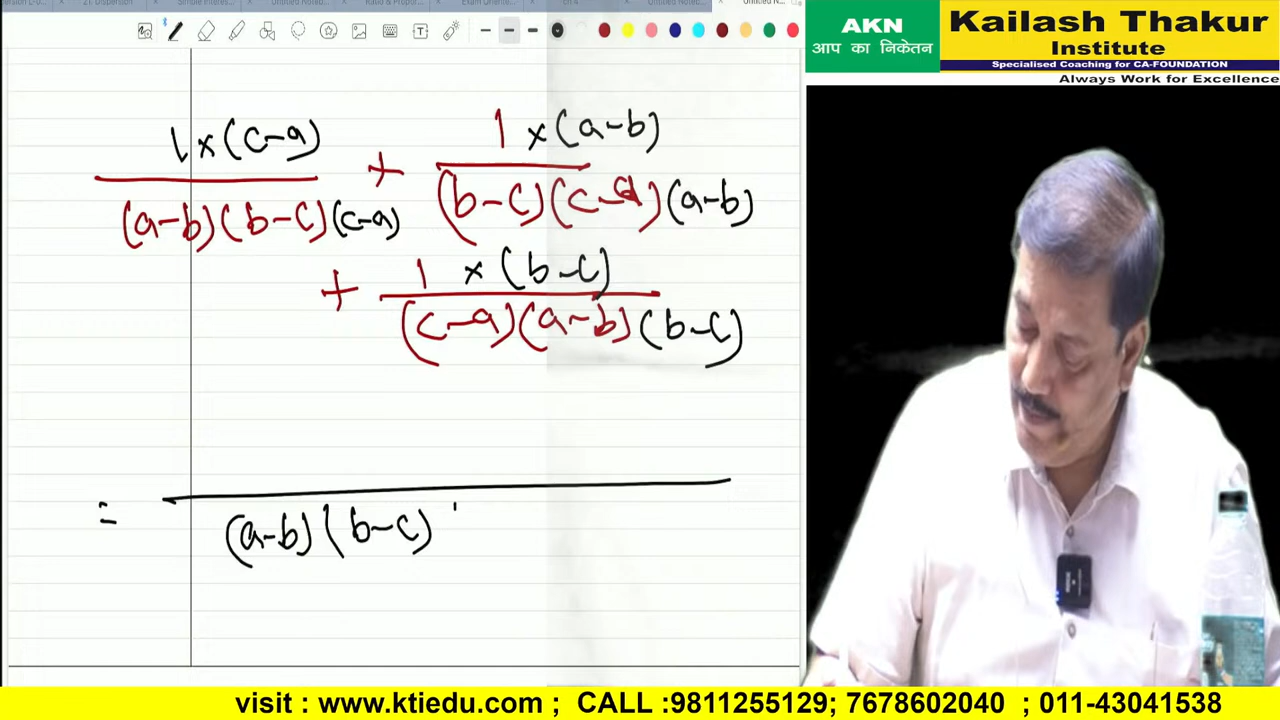 AKN
आप का निकेतन
Kailash Thakur
Institute
Specialised Coaching for CA-FOUNDATION
Always Work for Excellence
1×(c-a) + 1 ×(a-b)
(a-b)(b-c)(c-a) (b-c)(c-a)(a-b)
+ 1 × (b-c)
(c-a)(a-b)(b-c)
=
(a-b)(b-c)
visit : www.ktiedu.com ; CALL :9811255129; 7678602040 ; 011-43041538